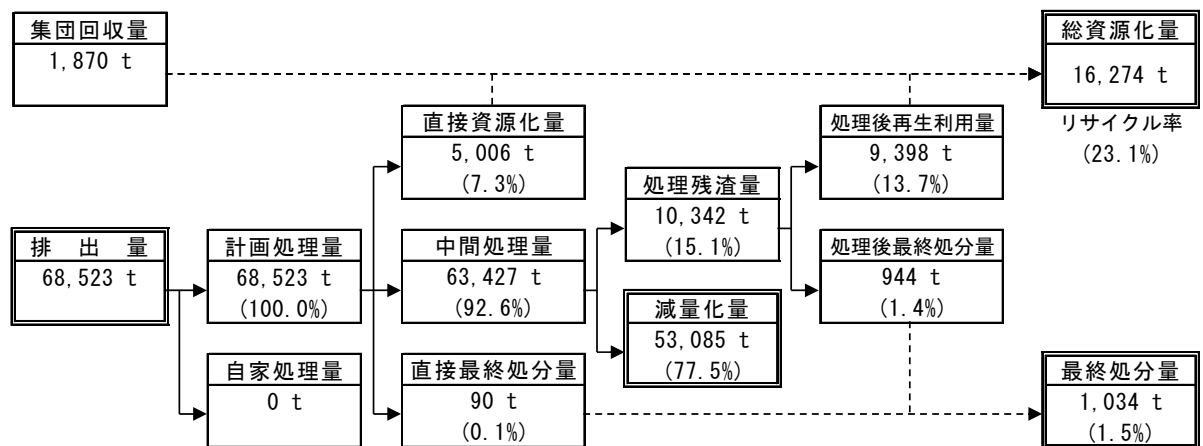 集団回収量
1,870 t
総資源化量
16,274 t
リサイクル率
(23.1%)
直接資源化量
5,006 t
(7.3%)
処理後再生利用量
9,398 t
(13.7%)
処理残渣量
10,342 t
(15.1%)
排 出 量
68,523 t
計画処理量
68,523 t
(100.0%)
中間処理量
63,427 t
(92.6%)
処理後最終処分量
944 t
(1.4%)
減量化量
53,085 t
(77.5%)
自家処理量
0 t
直接最終処分量
90 t
(0.1%)
最終処分量
1,034 t
(1.5%)